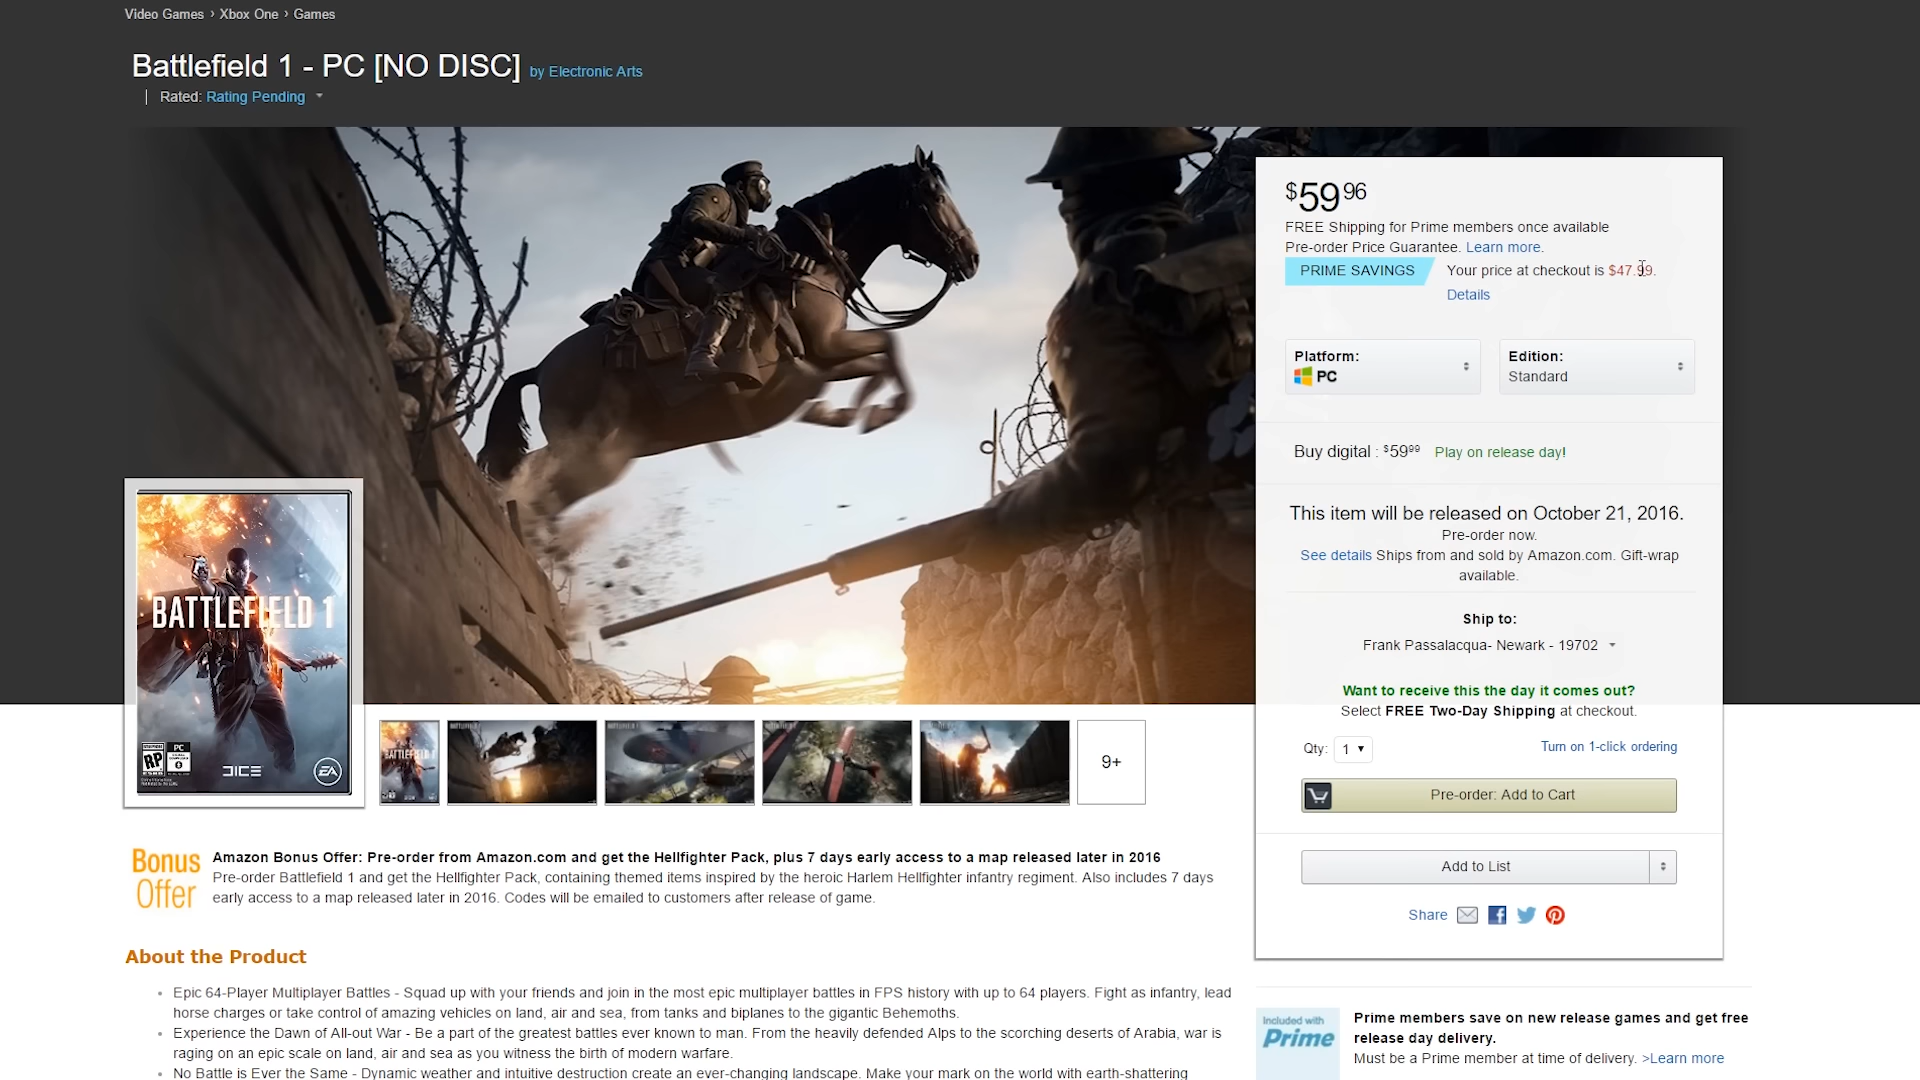 Video Games › Xbox One › Games
Battlefield 1 - PC [NO DISC] by Electronic Arts
Rated: Rating Pending
$59 96
FREE Shipping for Prime members once available
Pre-order Price Guarantee. Learn more.
PRIME SAVINGS Your price at checkout is $47.99.
Details
Platform:
PC
Edition:
Standard
Buy digital : $59 99 Play on release day!
This item will be released on October 21, 2016.
Pre-order now.
See details Ships from and sold by Amazon.com. Gift-wrap
available.
Ship to:
Frank Passalacqua- Newark - 19702
Want to receive this the day it comes out?
Select FREE Two-Day Shipping at checkout.
Qty: 1
Turn on 1-click ordering
Pre-order: Add to Cart
Add to List
Share
BATTLEFIELD 1
RP
PC
DICE
EA
9+
Bonus
Offer
Amazon Bonus Offer: Pre-order from Amazon.com and get the Hellfighter Pack, plus 7 days early access to a map released later in 2016
Pre-order Battlefield 1 and get the Hellfighter Pack, containing themed items inspired by the heroic Harlem Hellfighter infantry regiment. Also includes 7 days
early access to a map released later in 2016. Codes will be emailed to customers after release of game.
About the Product
• Epic 64-Player Multiplayer Battles - Squad up with your friends and join in the most epic multiplayer battles in FPS history with up to 64 players. Fight as infantry, lead
horse charges or take control of amazing vehicles on land, air and sea, from tanks and biplanes to the gigantic Behemoths.
• Experience the Dawn of All-out War - Be a part of the greatest battles ever known to man. From the heavily defended Alps to the scorching deserts of Arabia, war is
raging on an epic scale on land, air and sea as you witness the birth of modern warfare.
• No Battle is Ever the Same - Dynamic weather and intuitive destruction create an ever-changing landscape. Make your mark on the world with earth-shattering
Included with
Prime
Prime members save on new release games and get free
release day delivery.
Must be a Prime member at time of delivery. >Learn more